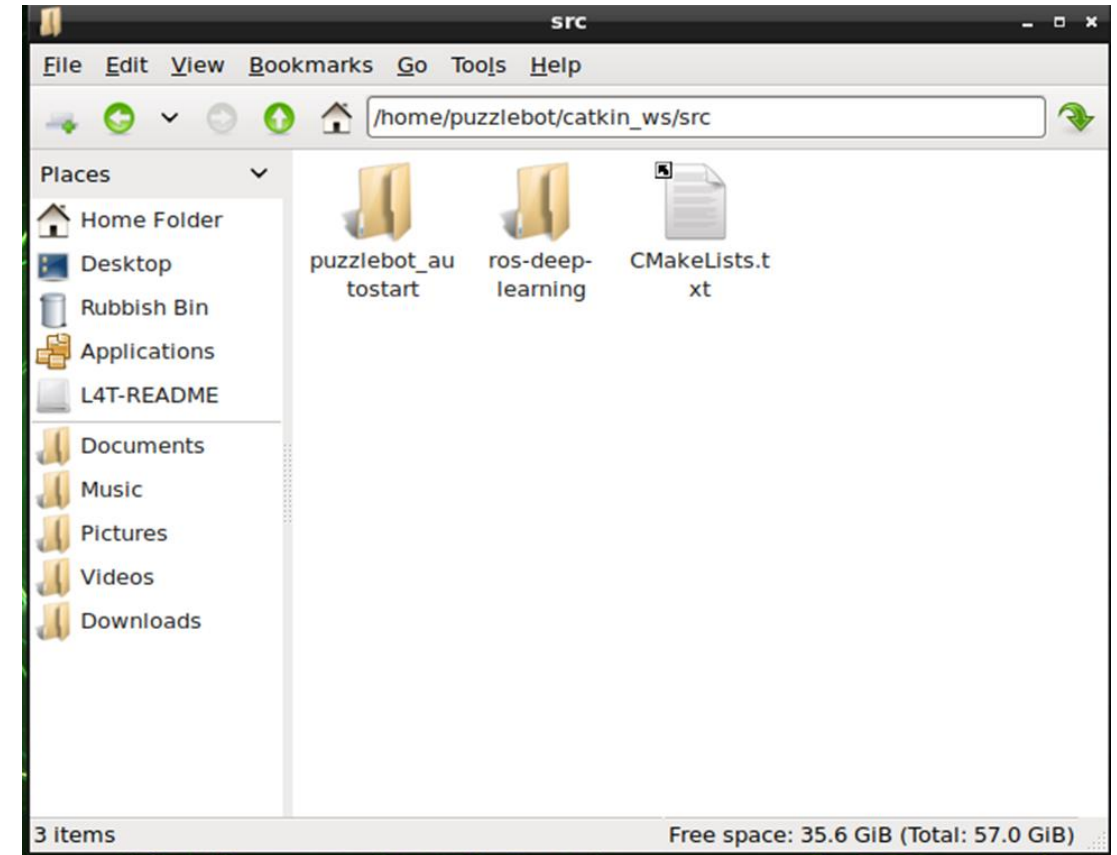 src
File Edit View Bookmarks Go Tools Help
/home/puzzlebot/catkin_ws/src
Places
Home Folder
Desktop
Rubbish Bin
Applications
L4T-README
Documents
Music
Pictures
Videos
Downloads
puzzlebot_au
tostart
ros-deep-
learning
CMakeLists.t
xt
3 items
Free space: 35.6 GiB (Total: 57.0 GiB)